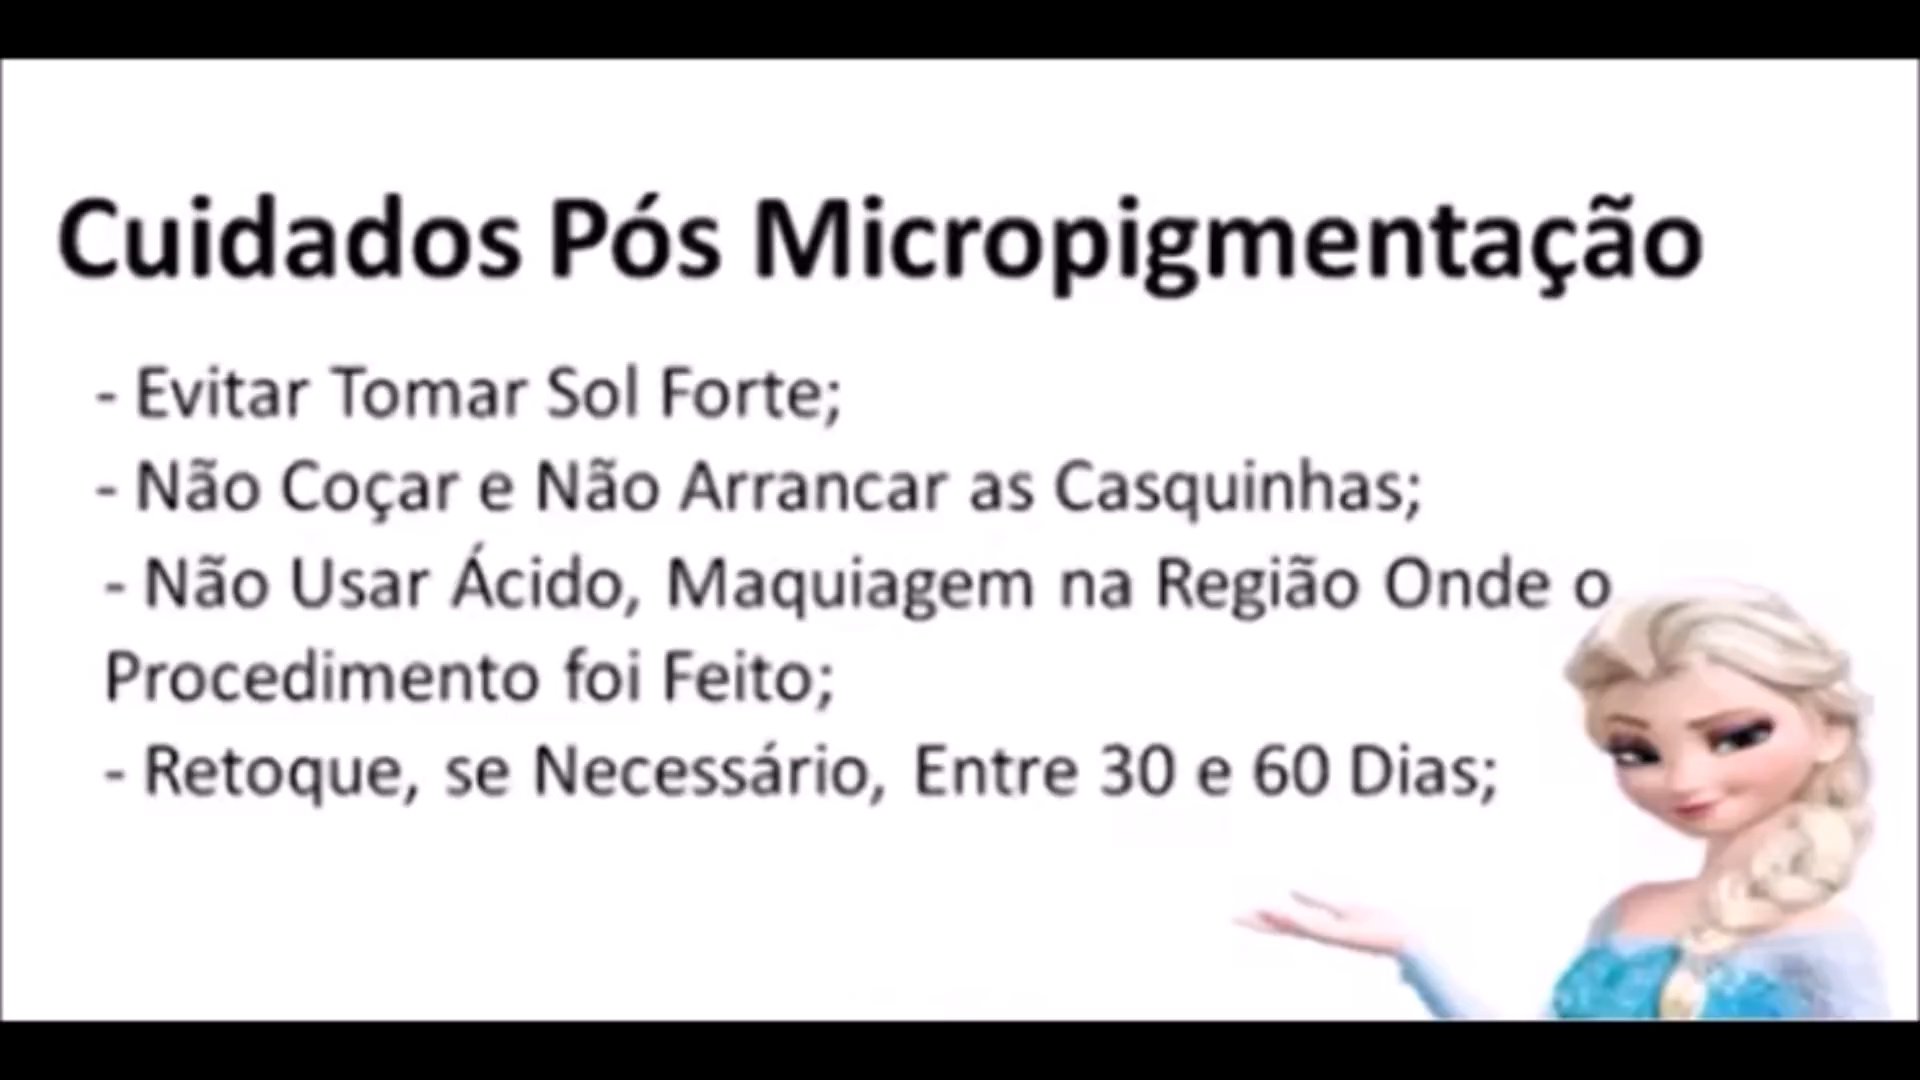 Cuidados Pós Micropigmentação
- Evitar Tomar Sol Forte;
- Não Coçar e Não Arrancar as Casquinhas;
- Não Usar Ácido, Maquiagem na Região Onde o
Procedimento foi Feito;
- Retoque, se Necessário, Entre 30 e 60 Dias;